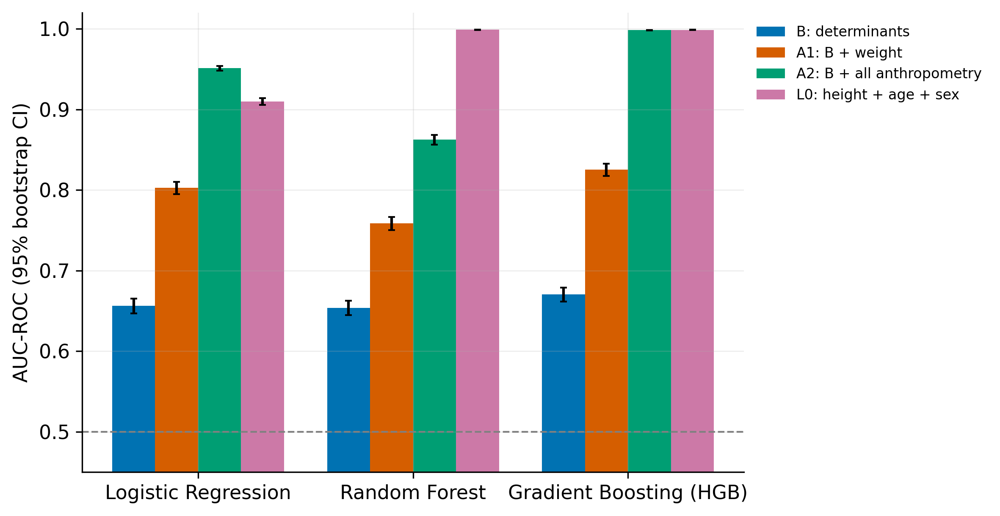 AUC-ROC (95% bootstrap CI)
1.0
0.9
0.8
0.7
0.6
0.5
Logistic Regression
Random Forest
Gradient Boosting (HGB)
B: determinants
A1: B + weight
A2: B + all anthropometry
L0: height + age + sex